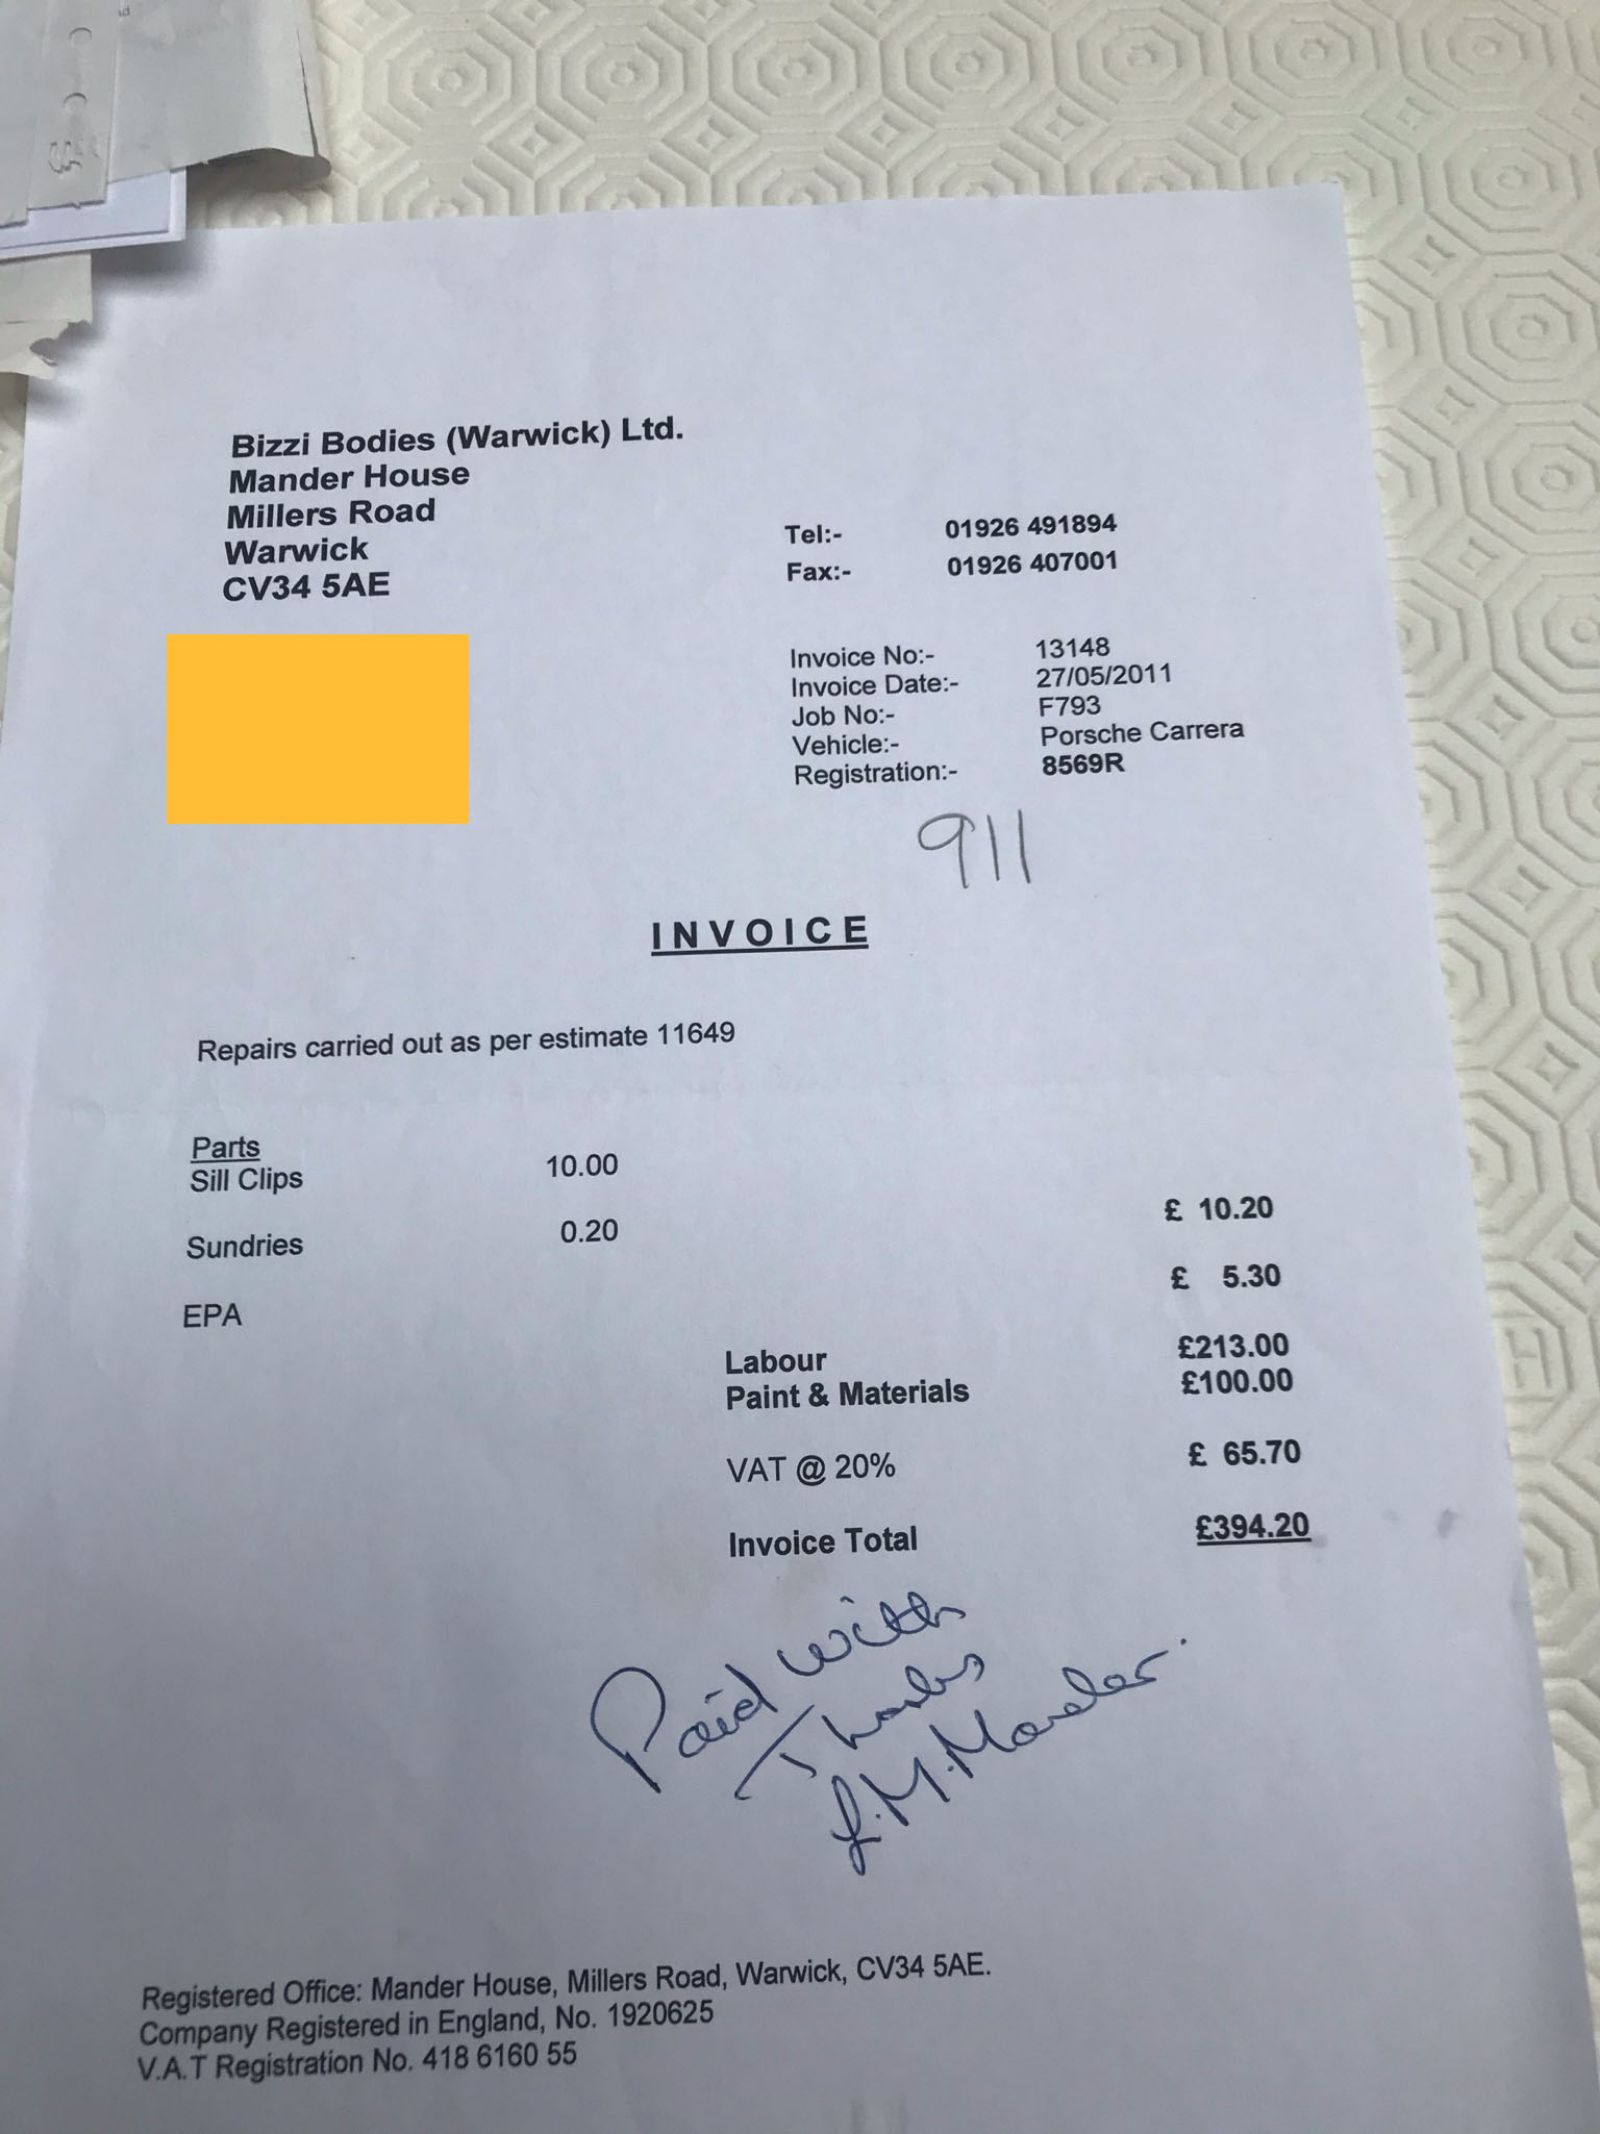 Bizzi Bodies (Warwick) Ltd.
Mander House
Millers Road
Warwick
CV34 5AE
Tel:- 01926 491894
Fax:- 01926 407001
Invoice No:- 13148
Invoice Date:- 27/05/2011
Job No:- F793
Vehicle:- Porsche Carrera
Registration:- 8569R
911
INVOICE
Repairs carried out as per estimate 11649
Parts
Sill Clips 10.00
Sundries 0.20 £ 10.20
EPA £ 5.30
Labour £213.00
Paint & Materials £100.00
VAT @ 20% £ 65.70
Invoice Total £394.20
Paid with
Thanks
L.M.Mander.
Registered Office: Mander House, Millers Road, Warwick, CV34 5AE.
Company Registered in England, No. 1920625
V.A.T Registration No. 418 6160 55